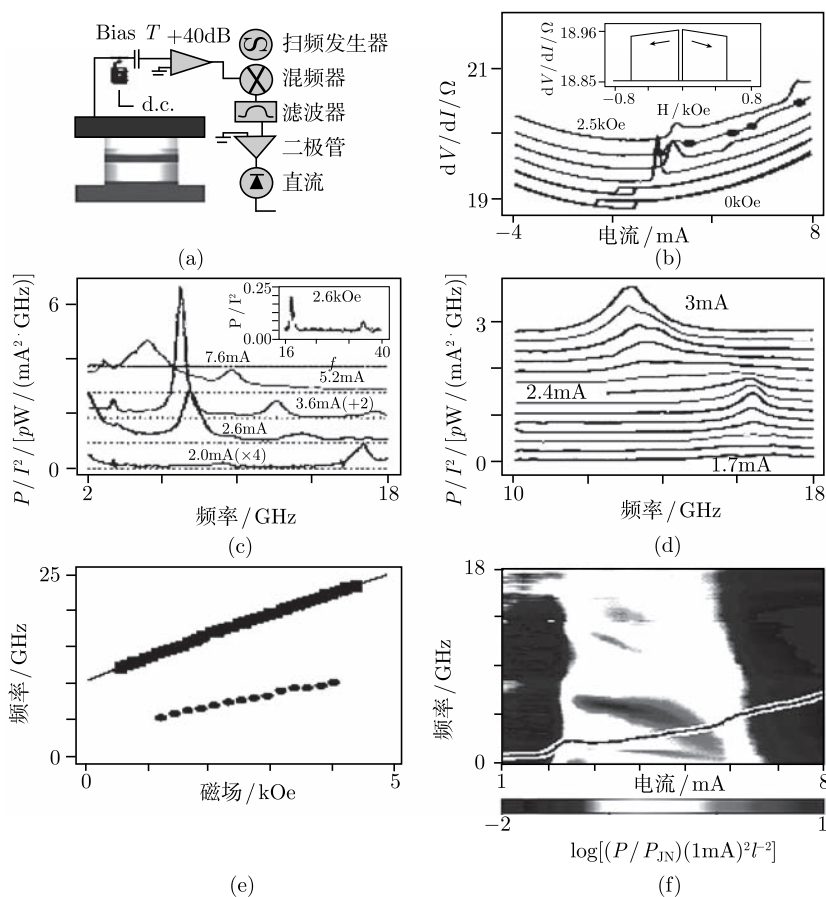 Bias T +40dB
扫频发生器
混频器
d.c.
滤波器
二极管
直流
(a)
dV/dI/Ω
21
19
18.96
18.85
dV/dI/Ω
−0.8
0.8
H/kOe
2.5kOe
0kOe
−4
电流/mA
8
(b)
P/I²/[pW/(mA²·GHz)]
6
3
0
0.25
0.00
P/I²
2.6kOe
16
f
40
7.6mA
5.2mA
3.6mA(+2)
2.6mA
2.0mA(×4)
2
18
频率/GHz
(c)
P/I²/[pW/(mA²·GHz)]
3
0
3mA
2.4mA
1.7mA
10
18
频率/GHz
(d)
25
频率/GHz
0
0
5
磁场/kOe
(e)
18
频率/GHz
0
1
电流/mA
8
−2
1
log[(P/P_JN)(1mA)²I⁻²]
(f)